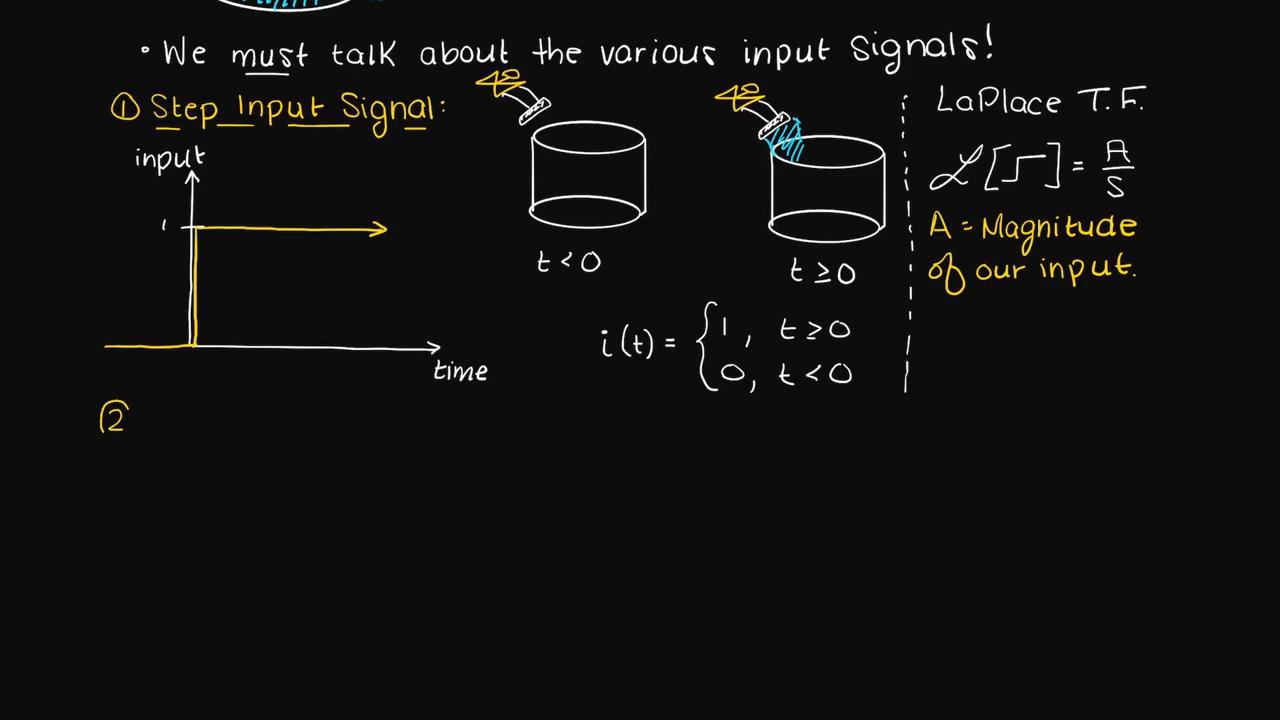 • We must talk about the various input Signals!
① Step Input Signal:
input
1
time
t < 0
t ≥ 0
i(t) = { 1, t ≥ 0
0, t < 0
LaPlace T.F.
ℒ[ ] = A/S
A = Magnitude
of our input.
②